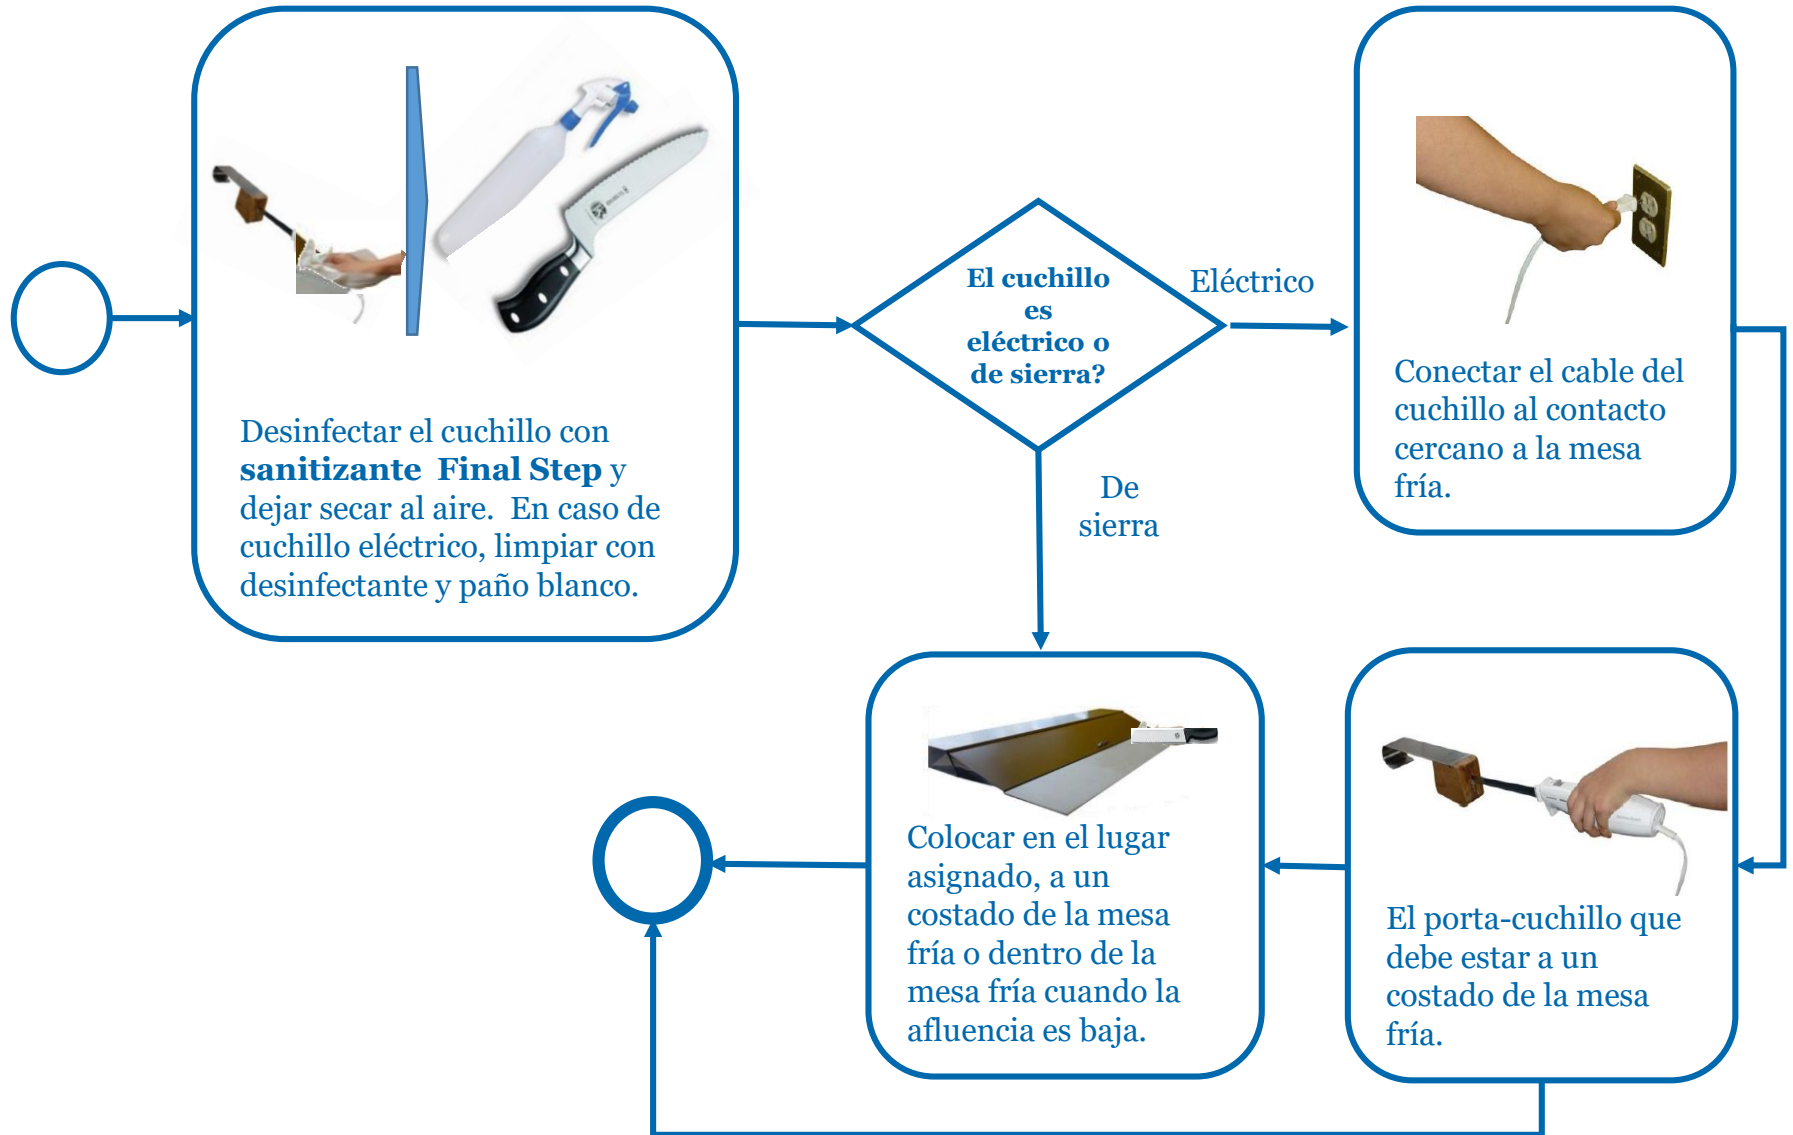 Desinfectar el cuchillo con
sanitizante  Final Step y
dejar secar al aire.  En caso de
cuchillo eléctrico, limpiar con
desinfectante y paño blanco.
El cuchillo
es
eléctrico o
de sierra?
Eléctrico
De
sierra
Conectar el cable del
cuchillo al contacto
cercano a la mesa
fría.
El porta-cuchillo que
debe estar a un
costado de la mesa
fría.
Colocar en el lugar
asignado, a un
costado de la mesa
fría o dentro de la
mesa fría cuando la
afluencia es baja.